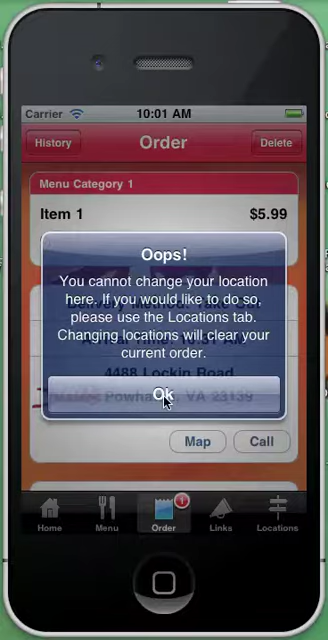 Carrier 10:01 AM
History Order Delete
Menu Category 1
Item 1 $5.99
Oops!
You cannot change your location
here. If you would like to do so,
please use the Locations tab.
Changing locations will clear your
current order.
4488 Lockin Road
Ok
Powhatan, VA 23139
Map Call
1
Home Menu Order Links Locations